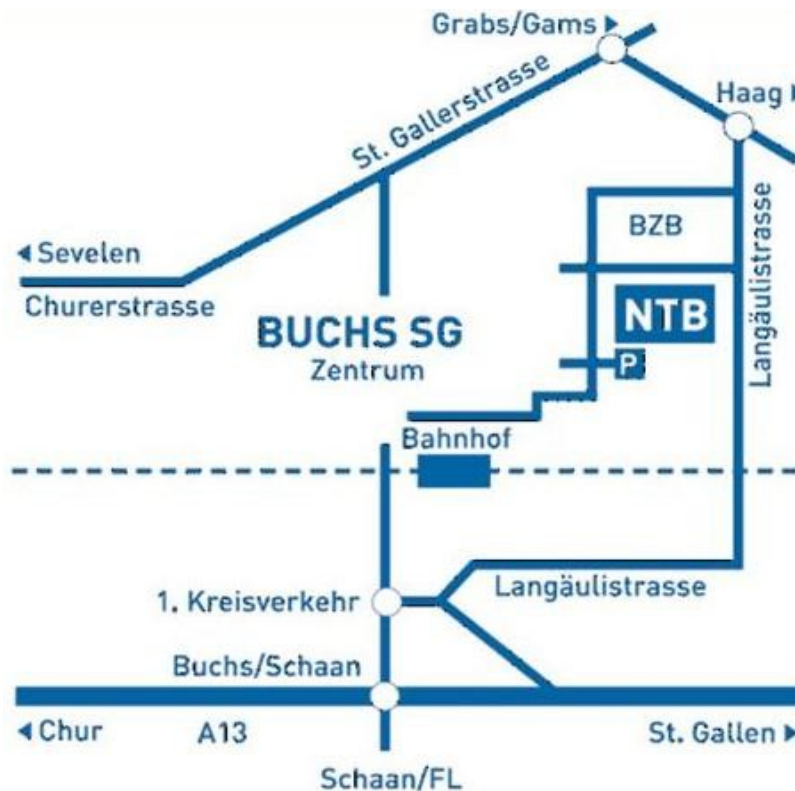 Grabs/Gams
Haag
St. Gallerstrasse
BZB
Sevelen
Churerstrasse
Langäulistrasse
NTB
BUCHS SG
Zentrum
P
Bahnhof
Langäulistrasse
1. Kreisverkehr
Buchs/Schaan
Chur
A13
St. Gallen
Schaan/FL